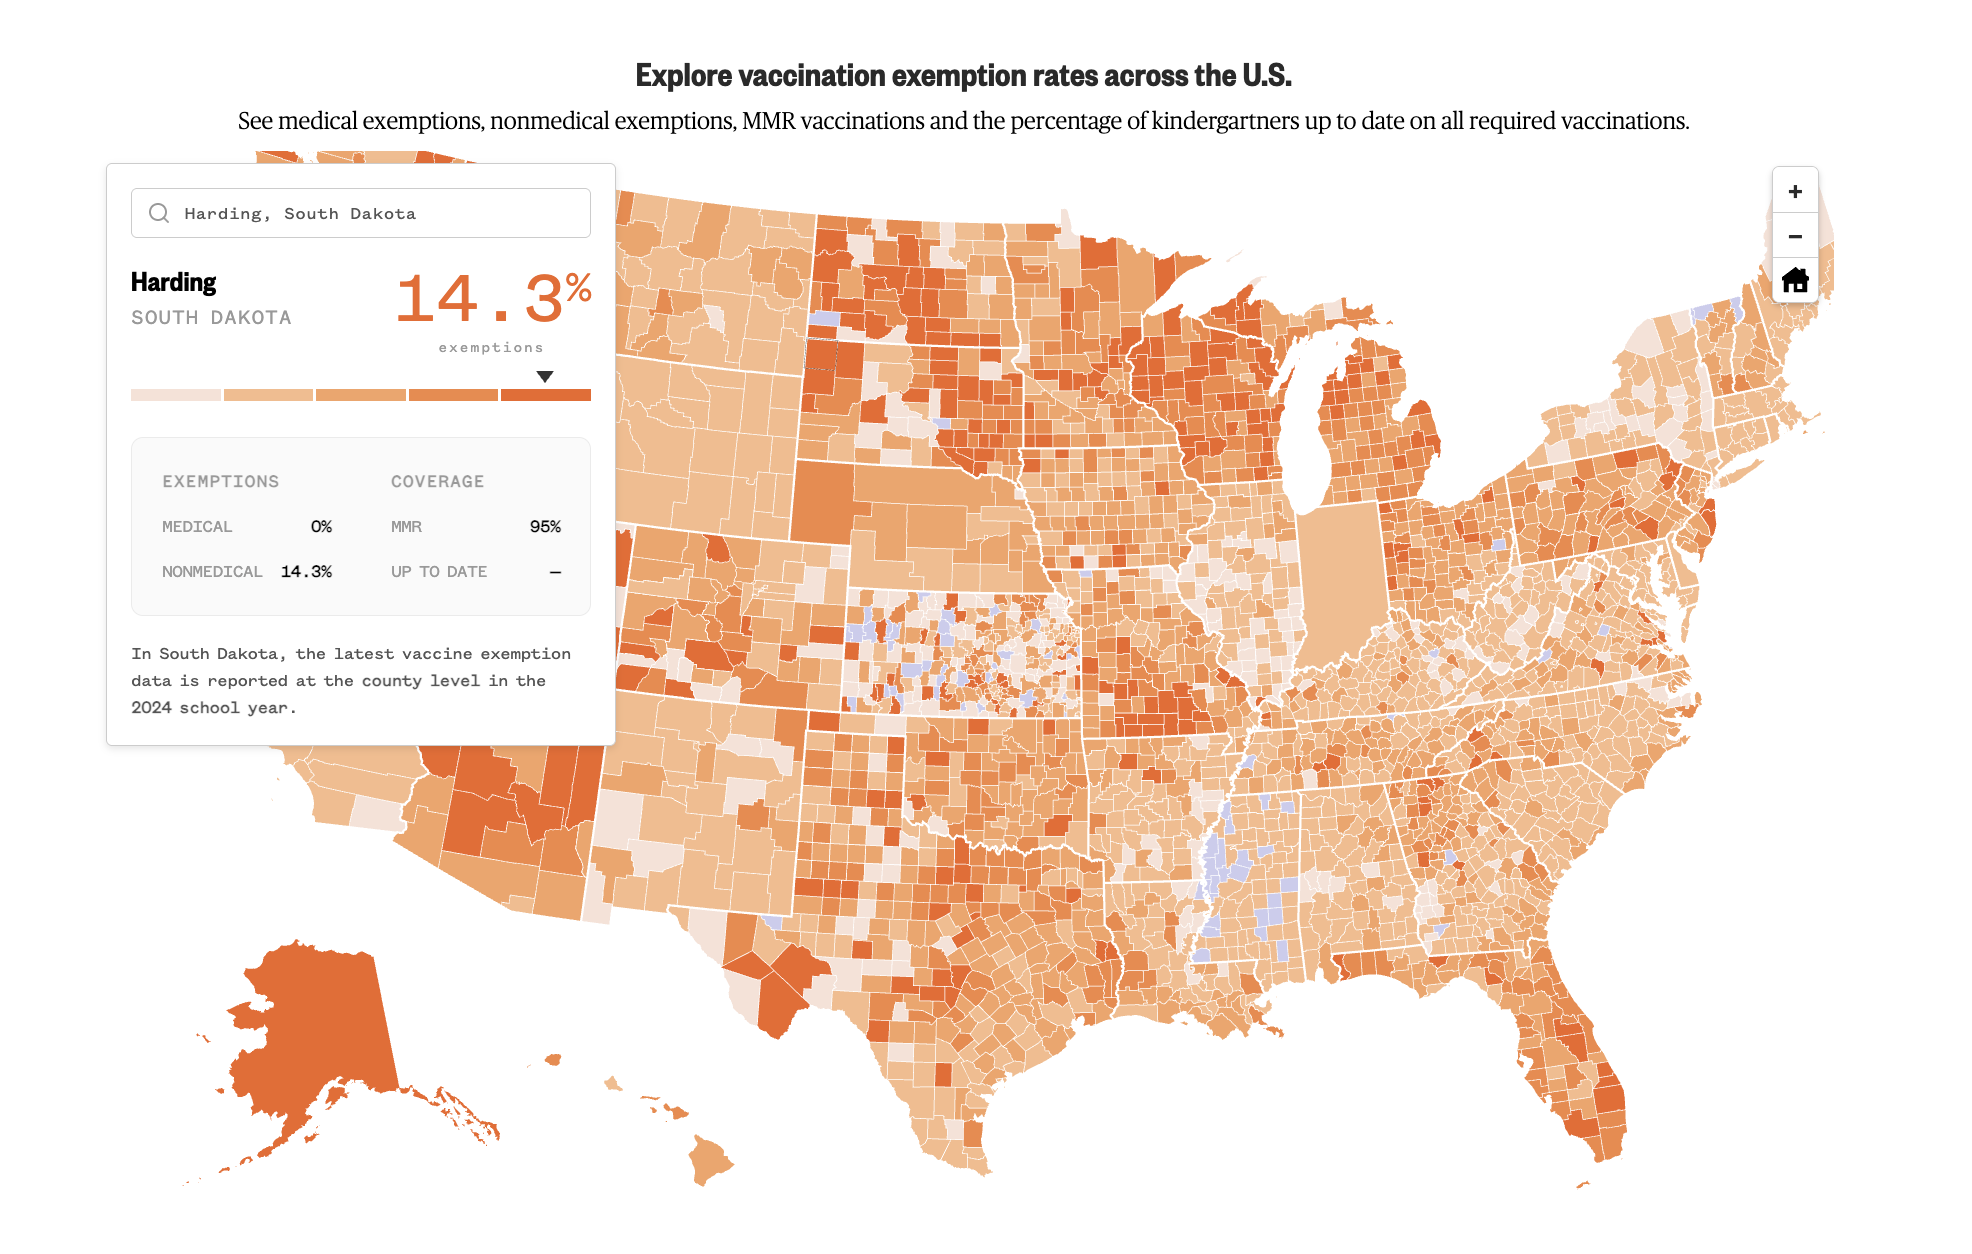 Explore vaccination exemption rates across the U.S.
See medical exemptions, nonmedical exemptions, MMR vaccinations and the percentage of kindergartners up to date on all required vaccinations.
Harding, South Dakota
Harding
SOUTH DAKOTA
14.3%
exemptions
EXEMPTIONS
MEDICAL 0%
NONMEDICAL 14.3%
COVERAGE
MMR 95%
UP TO DATE –
In South Dakota, the latest vaccine exemption
data is reported at the county level in the
2024 school year.
+
−